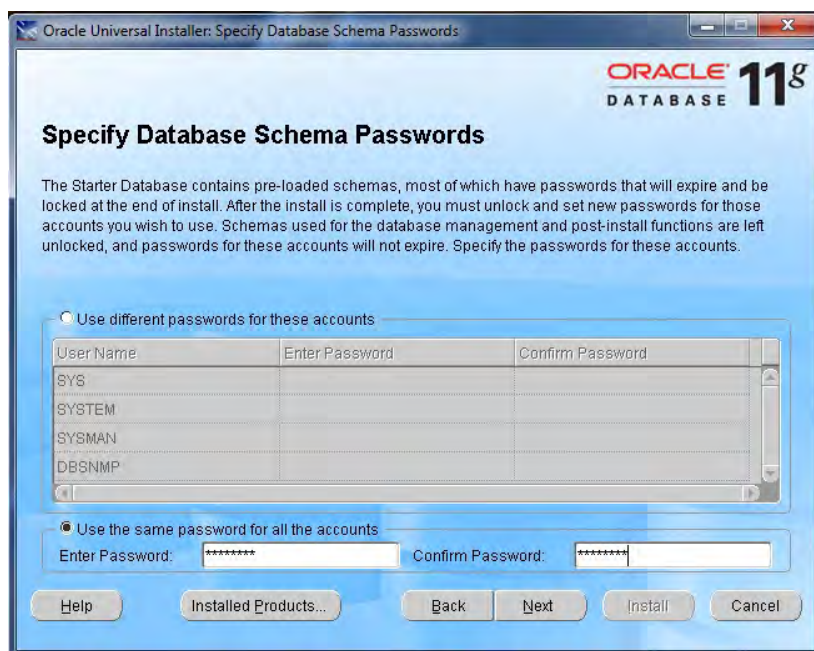 Oracle Universal Installer: Specify Database Schema Passwords
ORACLE 11g
DATABASE
Specify Database Schema Passwords
The Starter Database contains pre-loaded schemas, most of which have passwords that will expire and be
locked at the end of install. After the install is complete, you must unlock and set new passwords for those
accounts you wish to use. Schemas used for the database management and post-install functions are left
unlocked, and passwords for these accounts will not expire. Specify the passwords for these accounts.
Use different passwords for these accounts
User Name Enter Password Confirm Password
SYS
SYSTEM
SYSMAN
DBSNMP
Use the same password for all the accounts
Enter Password: ******** Confirm Password: ********
Help Installed Products... Back Next Install Cancel